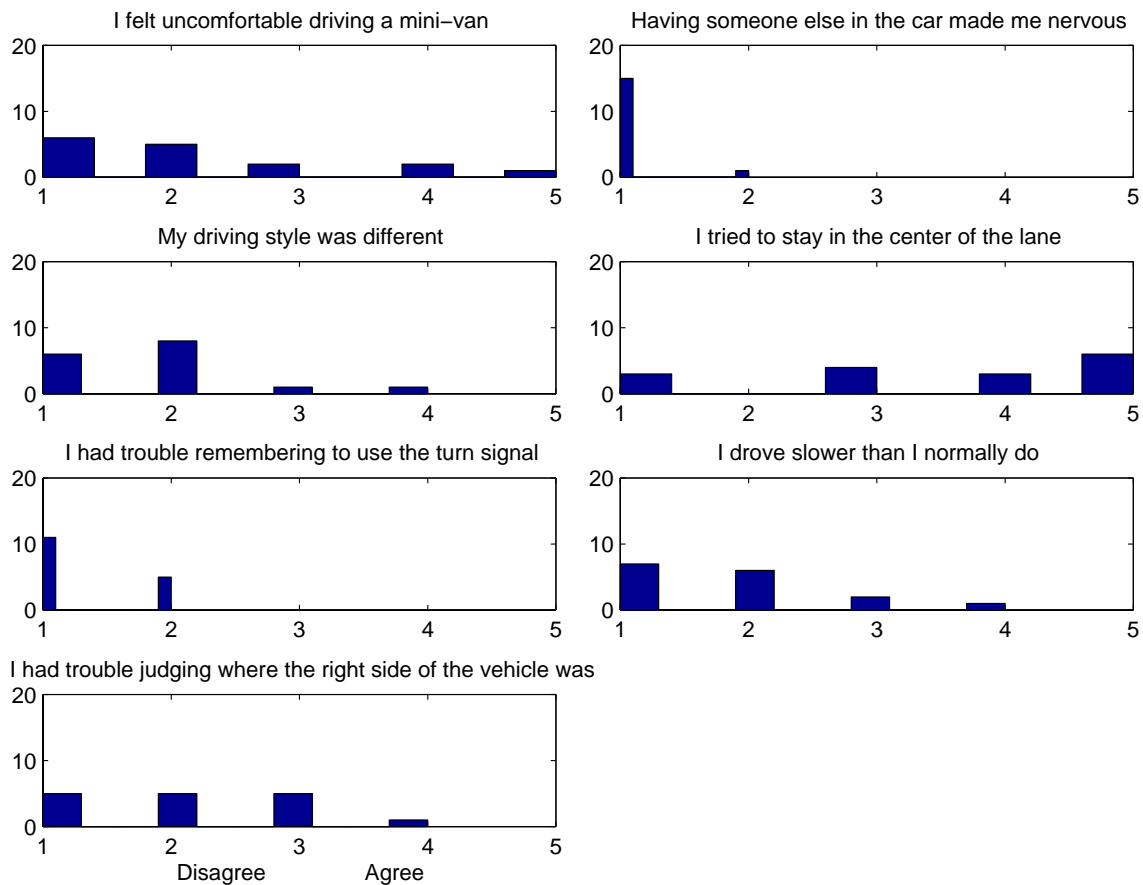 I felt uncomfortable driving a mini−van
20
10
0
1 2 3 4 5
Having someone else in the car made me nervous
20
10
0
1 2 3 4 5
My driving style was different
20
10
0
1 2 3 4 5
I tried to stay in the center of the lane
20
10
0
1 2 3 4 5
I had trouble remembering to use the turn signal
20
10
0
1 2 3 4 5
I drove slower than I normally do
20
10
0
1 2 3 4 5
I had trouble judging where the right side of the vehicle was
20
10
0
1 2 3 4 5
Disagree Agree